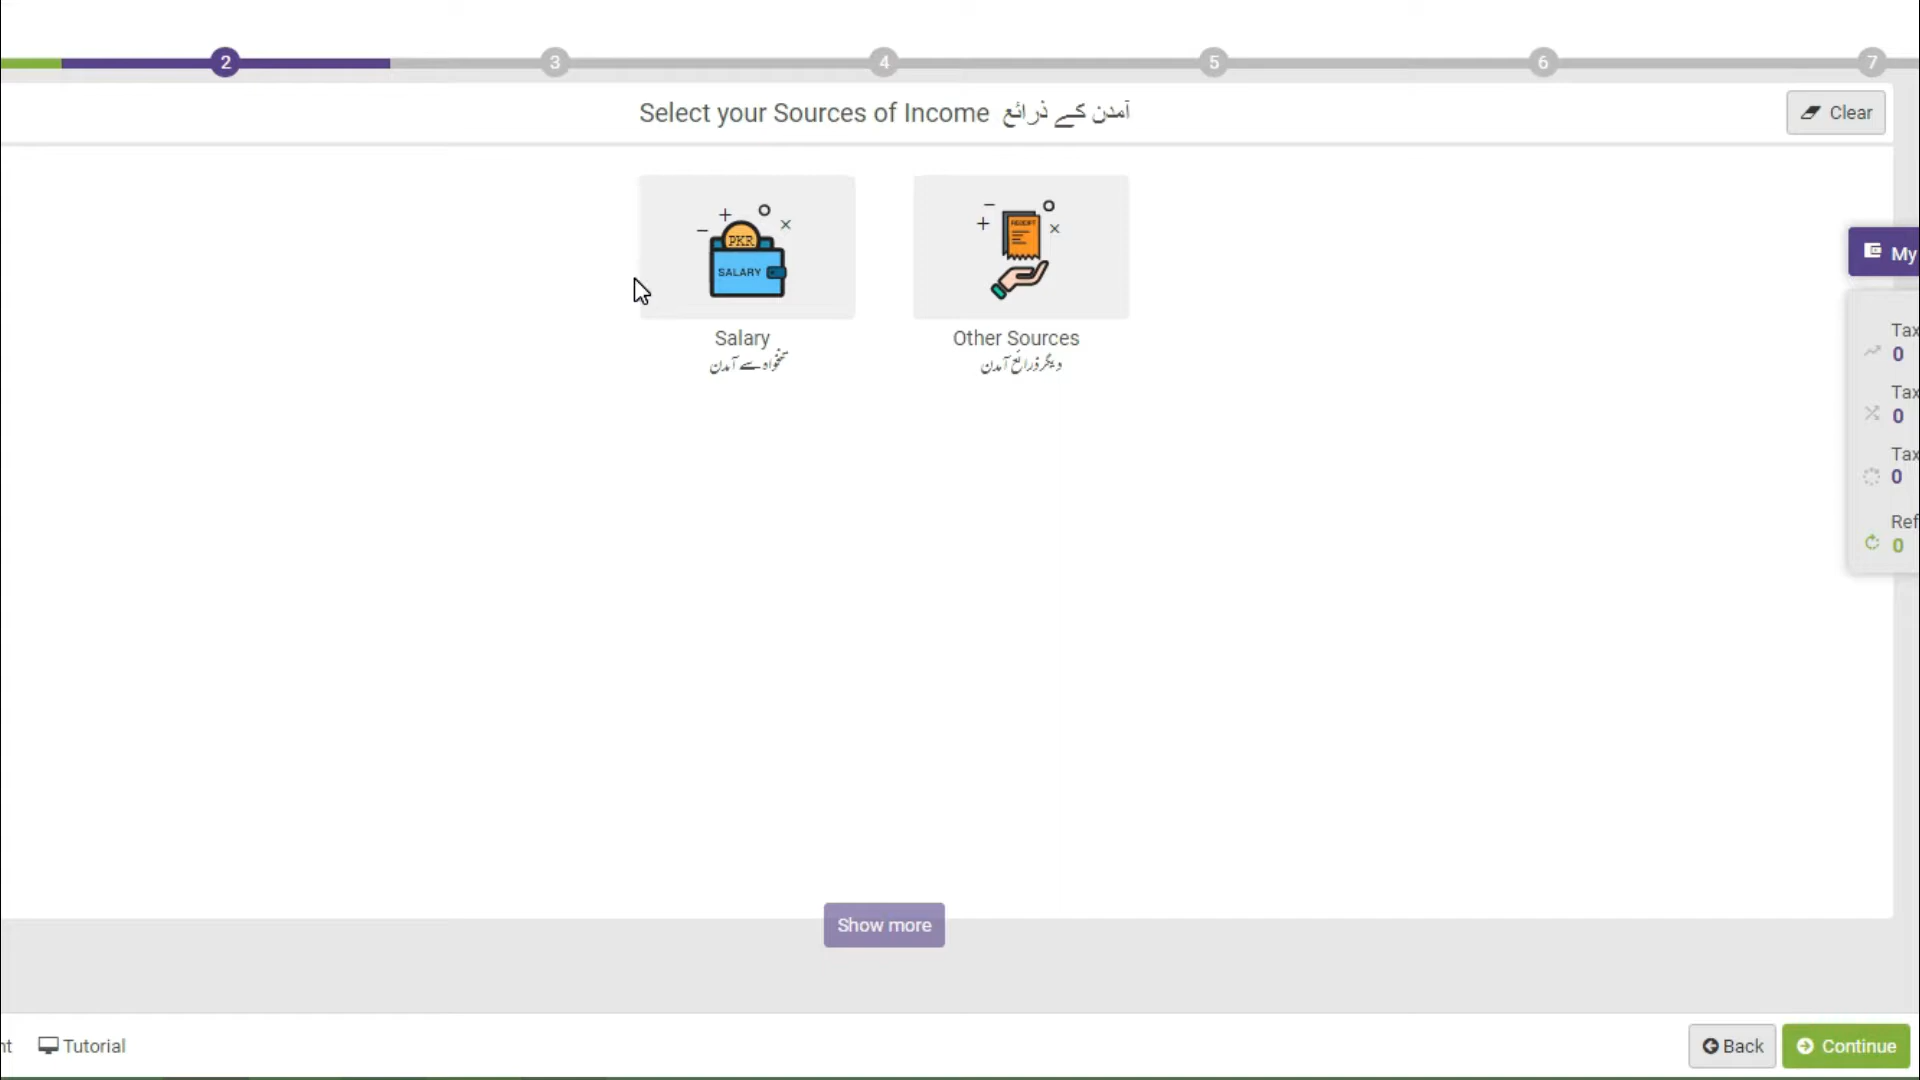 2 3 4 5 6 7
Select your Sources of Income آمدن کے ذرائع
Clear
PKR
SALARY
RECEIPT
Salary
تنخواہ سے آمدن
Other Sources
دیگر ذرائع آمدن
My
Tax
0
Tax
0
Tax
0
Ref
0
Show more
nt
Tutorial
Back
Continue